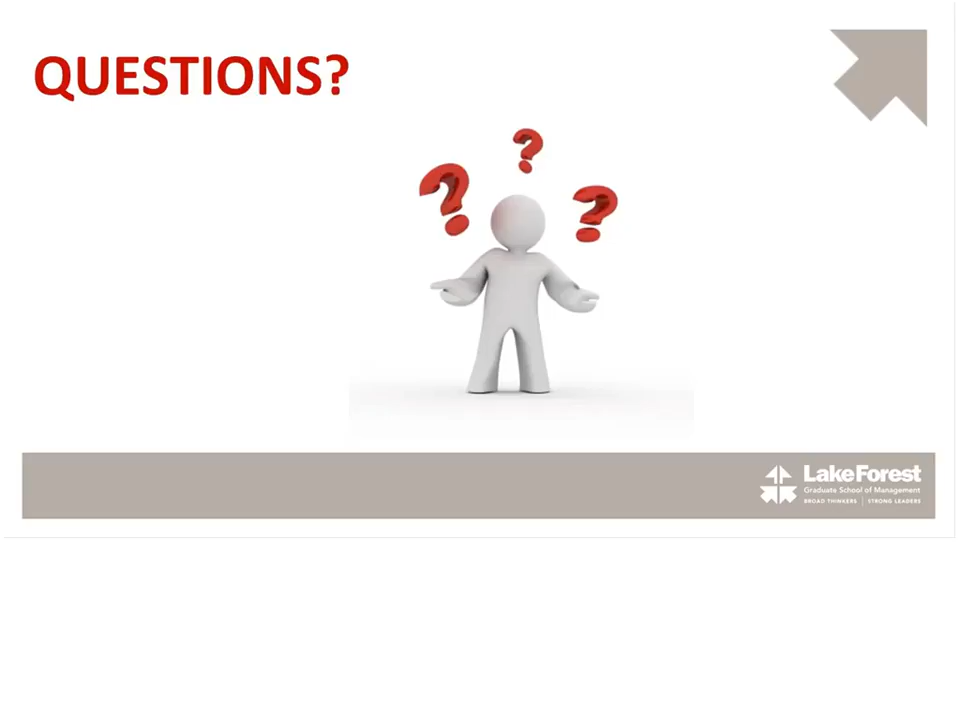 QUESTIONS?
LakeForest
Graduate School of Management
BROAD THINKERS | STRONG LEADERS